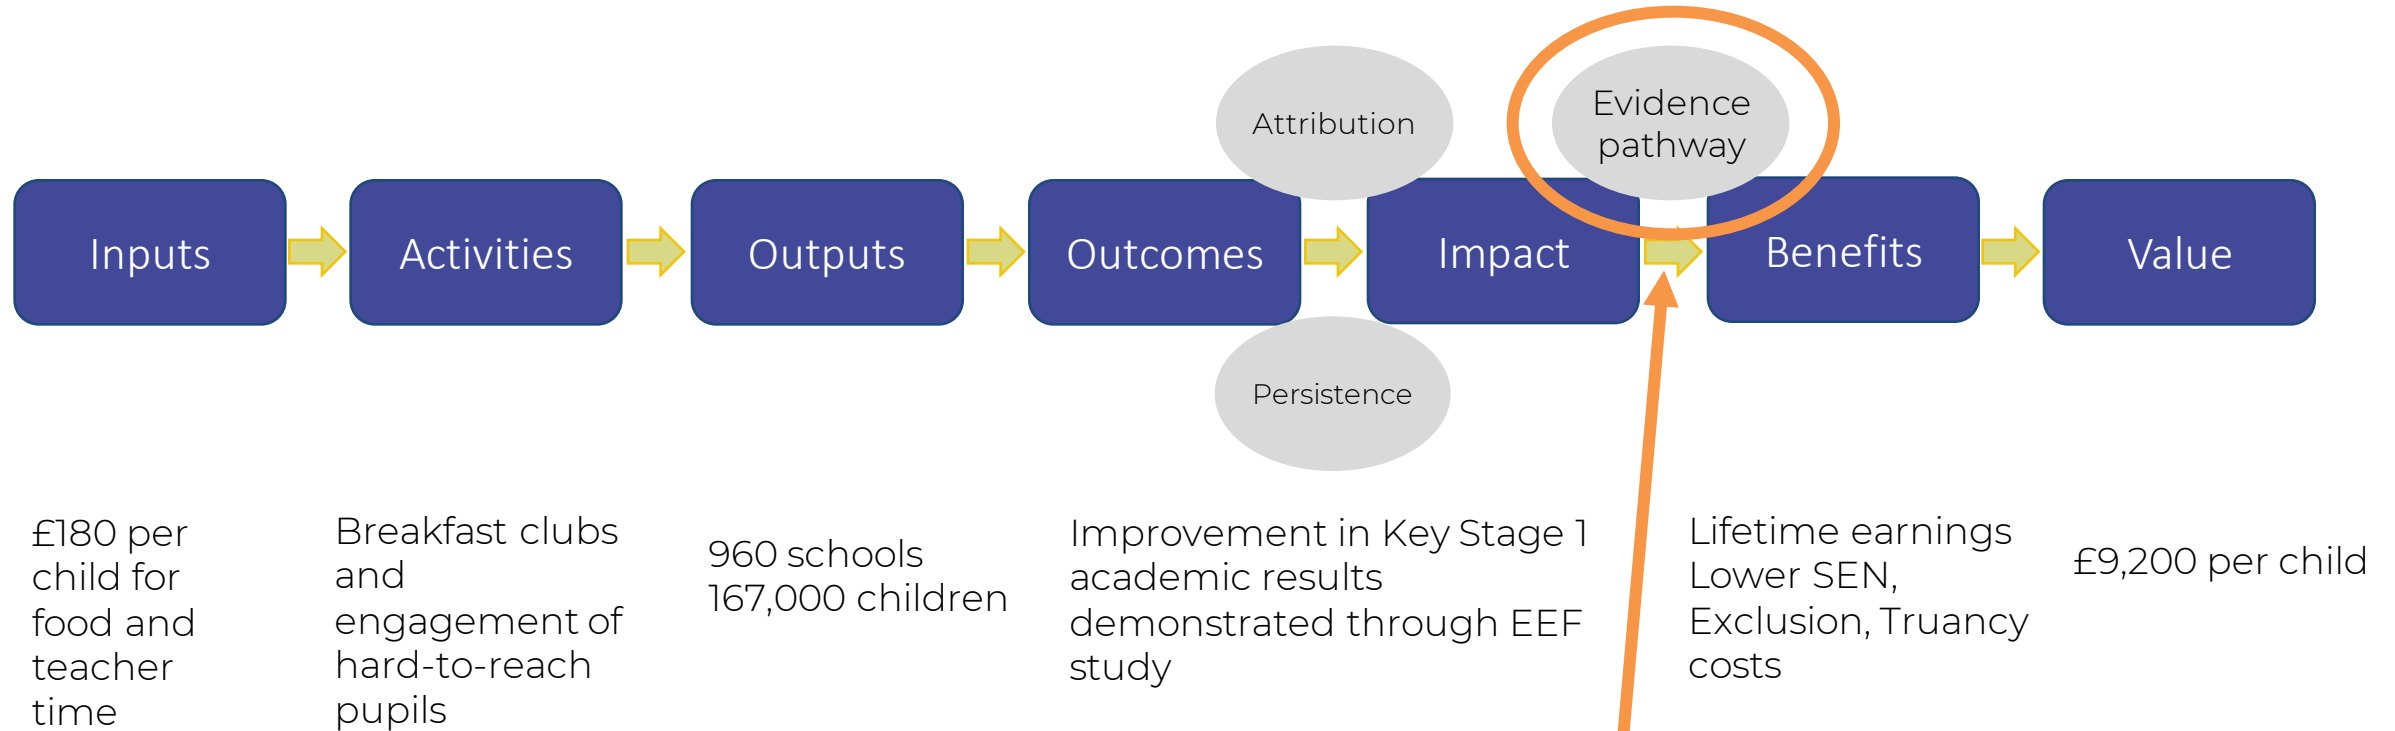 Attribution
Evidence
pathway
Inputs
Activities
Outputs
Outcomes
Impact
Benefits
Value
Persistence
£180 per
child for
food and
teacher
time
Breakfast clubs
and
engagement of
hard-to-reach
pupils
960 schools
167,000 children
Improvement in Key Stage 1
academic results
demonstrated through EEF
study
Lifetime earnings
Lower SEN,
Exclusion, Truancy
costs
£9,200 per child